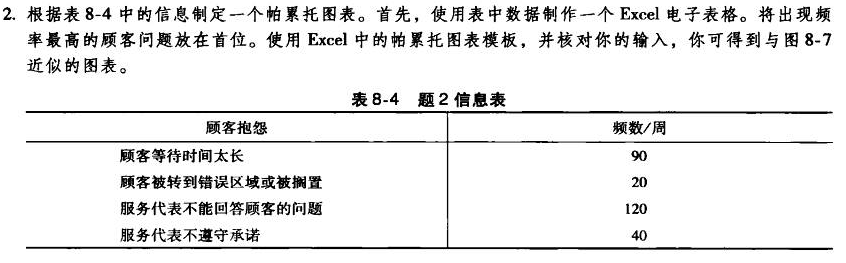 2. 根据表 8-4 中的信息制定一个帕累托图表。首先，使用表中数据制作一个 Excel 电子表格。将出现频
率最高的顾客问题放在首位。使用 Excel 中的帕累托图表模板，并核对你的输入，你可得到与图 8-7
近似的图表。
表 8-4 题 2 信息表
顾客抱怨 频数/周
顾客等待时间太长 90
顾客被转到错误区域或被搁置 20
服务代表不能回答顾客的问题 120
服务代表不遵守承诺 40